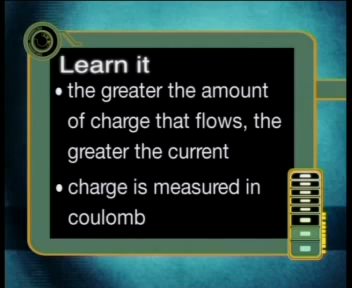 Learn it
• the greater the amount
of charge that flows, the
greater the current
• charge is measured in
coulomb